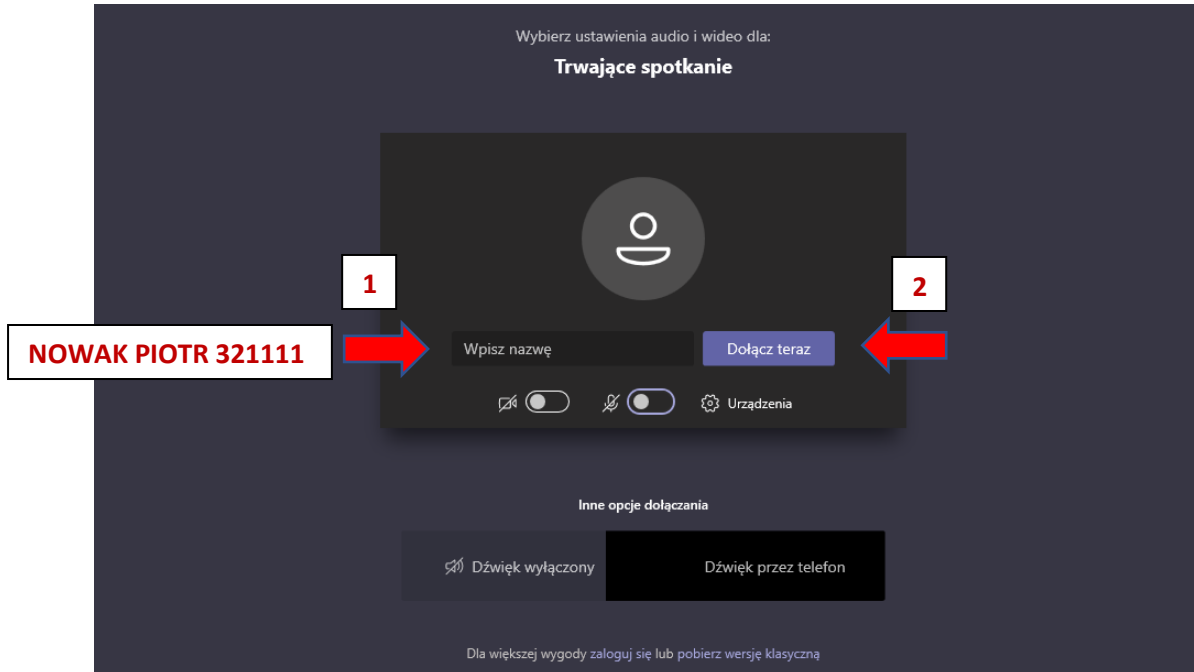 Wybierz ustawienia audio i wideo dla:
Trwające spotkanie
1
2
NOWAK PIOTR 321111
Wpisz nazwę
Dołącz teraz
Urządzenia
Inne opcje dołączania
Dźwięk wyłączony
Dźwięk przez telefon
Dla większej wygody zaloguj się lub pobierz wersję klasyczną